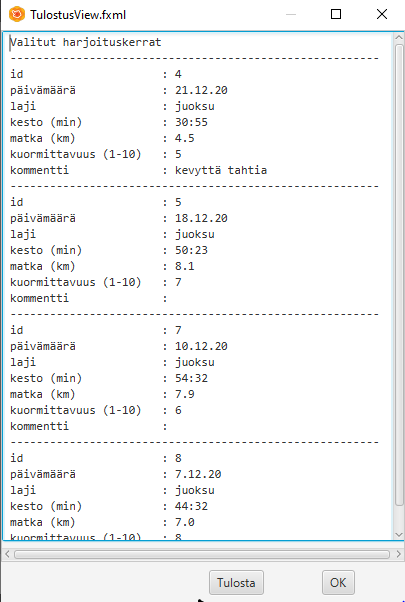 TulostusView.fxml
Valitut harjoituskerrat
--------------------------------------------------------
id : 4
päivämäärä : 21.12.20
laji : juoksu
kesto (min) : 30:55
matka (km) : 4.5
kuormittavuus (1-10) : 5
kommentti : kevyttä tahtia
--------------------------------------------------------
id : 5
päivämäärä : 18.12.20
laji : juoksu
kesto (min) : 50:23
matka (km) : 8.1
kuormittavuus (1-10) : 7
kommentti :
--------------------------------------------------------
id : 7
päivämäärä : 10.12.20
laji : juoksu
kesto (min) : 54:32
matka (km) : 7.9
kuormittavuus (1-10) : 6
kommentti :
--------------------------------------------------------
id : 8
päivämäärä : 7.12.20
laji : juoksu
kesto (min) : 44:32
matka (km) : 7.0
kuormittavuus (1-10) : 8
Tulosta OK